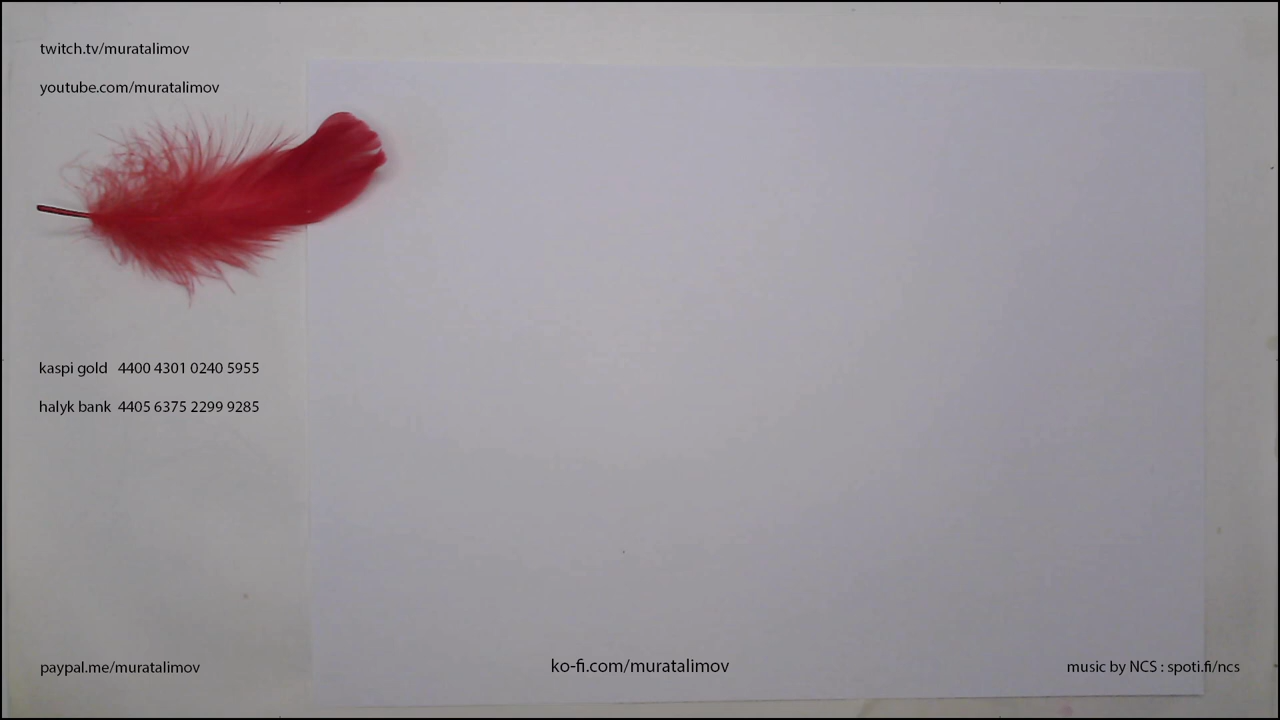 twitch.tv/muratalimov
youtube.com/muratalimov
kaspi gold 4400 4301 0240 5955
halyk bank 4405 6375 2299 9285
paypal.me/muratalimov
ko-fi.com/muratalimov
music by NCS : spoti.fi/ncs